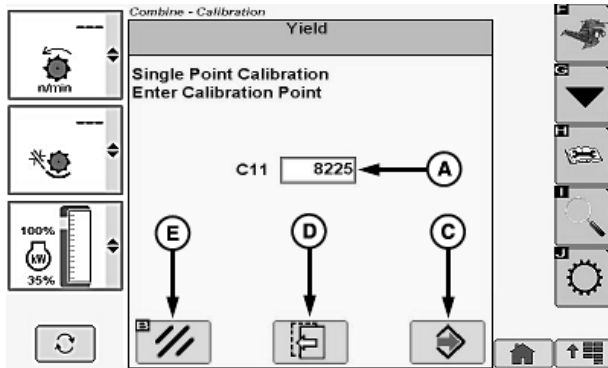 Combine - Calibration
Yield
Single Point Calibration
Enter Calibration Point
C11 8225
A
E
D
C
---
n/min
---
100%
kW
35%
B
F
G
H
I
J